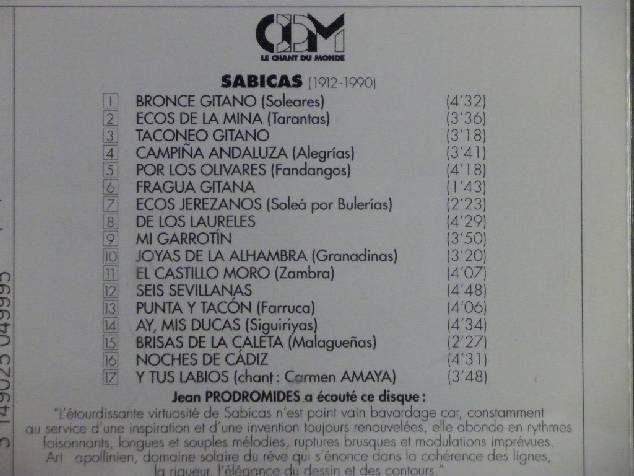 CDM
LE CHANT DU MONDE
SABICAS (1912-1990)
1 BRONCE GITANO (Soleares) (4'32)
2 ECOS DE LA MINA (Tarantas) (3'36)
3 TACONEO GITANO (3'18)
4 CAMPIÑA ANDALUZA (Alegrías) (3'41)
5 POR LOS OLIVARES (Fandangos) (4'18)
6 FRAGUA GITANA (1'43)
7 ECOS JEREZANOS (Soleá por Bulerías) (2'23)
8 DE LOS LAURELES (4'29)
9 MI GARROTÍN (3'50)
10 JOYAS DE LA ALHAMBRA (Granadinas) (3'20)
11 EL CASTILLO MORO (Zambra) (4'07)
12 SEIS SEVILLANAS (4'48)
13 PUNTA Y TACÓN (Farruca) (4'06)
14 AY, MIS DUCAS (Siguiriyas) (4'34)
15 BRISAS DE LA CALETA (Malagueñas) (2'27)
16 NOCHES DE CÁDIZ (4'31)
17 Y TUS LABIOS (chant : Carmen AMAYA) (3'48)
Jean PRODROMIDES a écouté ce disque :
"L'étourdissante virtuosité de Sabicas n'est point vain bavardage car, constamment
au service d'une inspiration et d'une invention toujours renouvelées, elle abonde en rythmes
foisonnants, longues et souples mélodies, ruptures brusques et modulations imprévues.
Art apollinien, domaine solaire du rêve qui s'énonce dans la cohérence des lignes,
la rigueur, l'élégance du dessin et des contours."
3 149025 049995